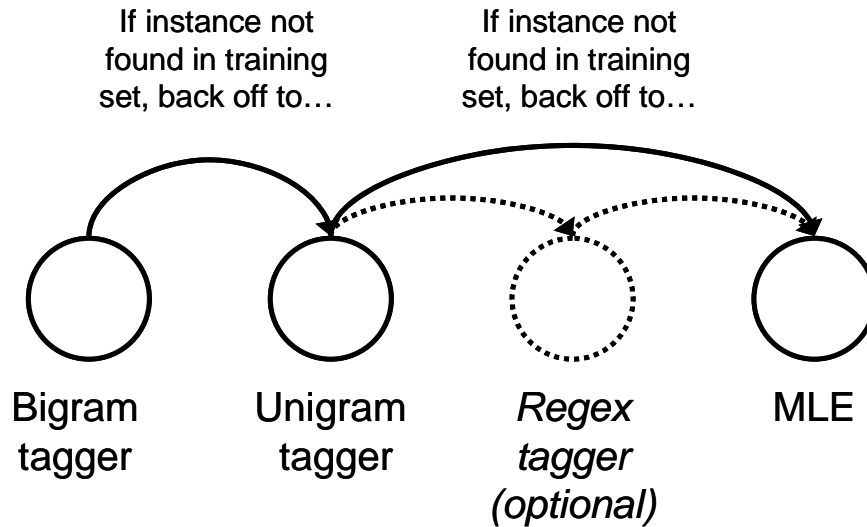 If instance not
found in training
set, back off to…
If instance not
found in training
set, back off to…
Bigram
tagger
Unigram
tagger
Regex
tagger
(optional)
MLE